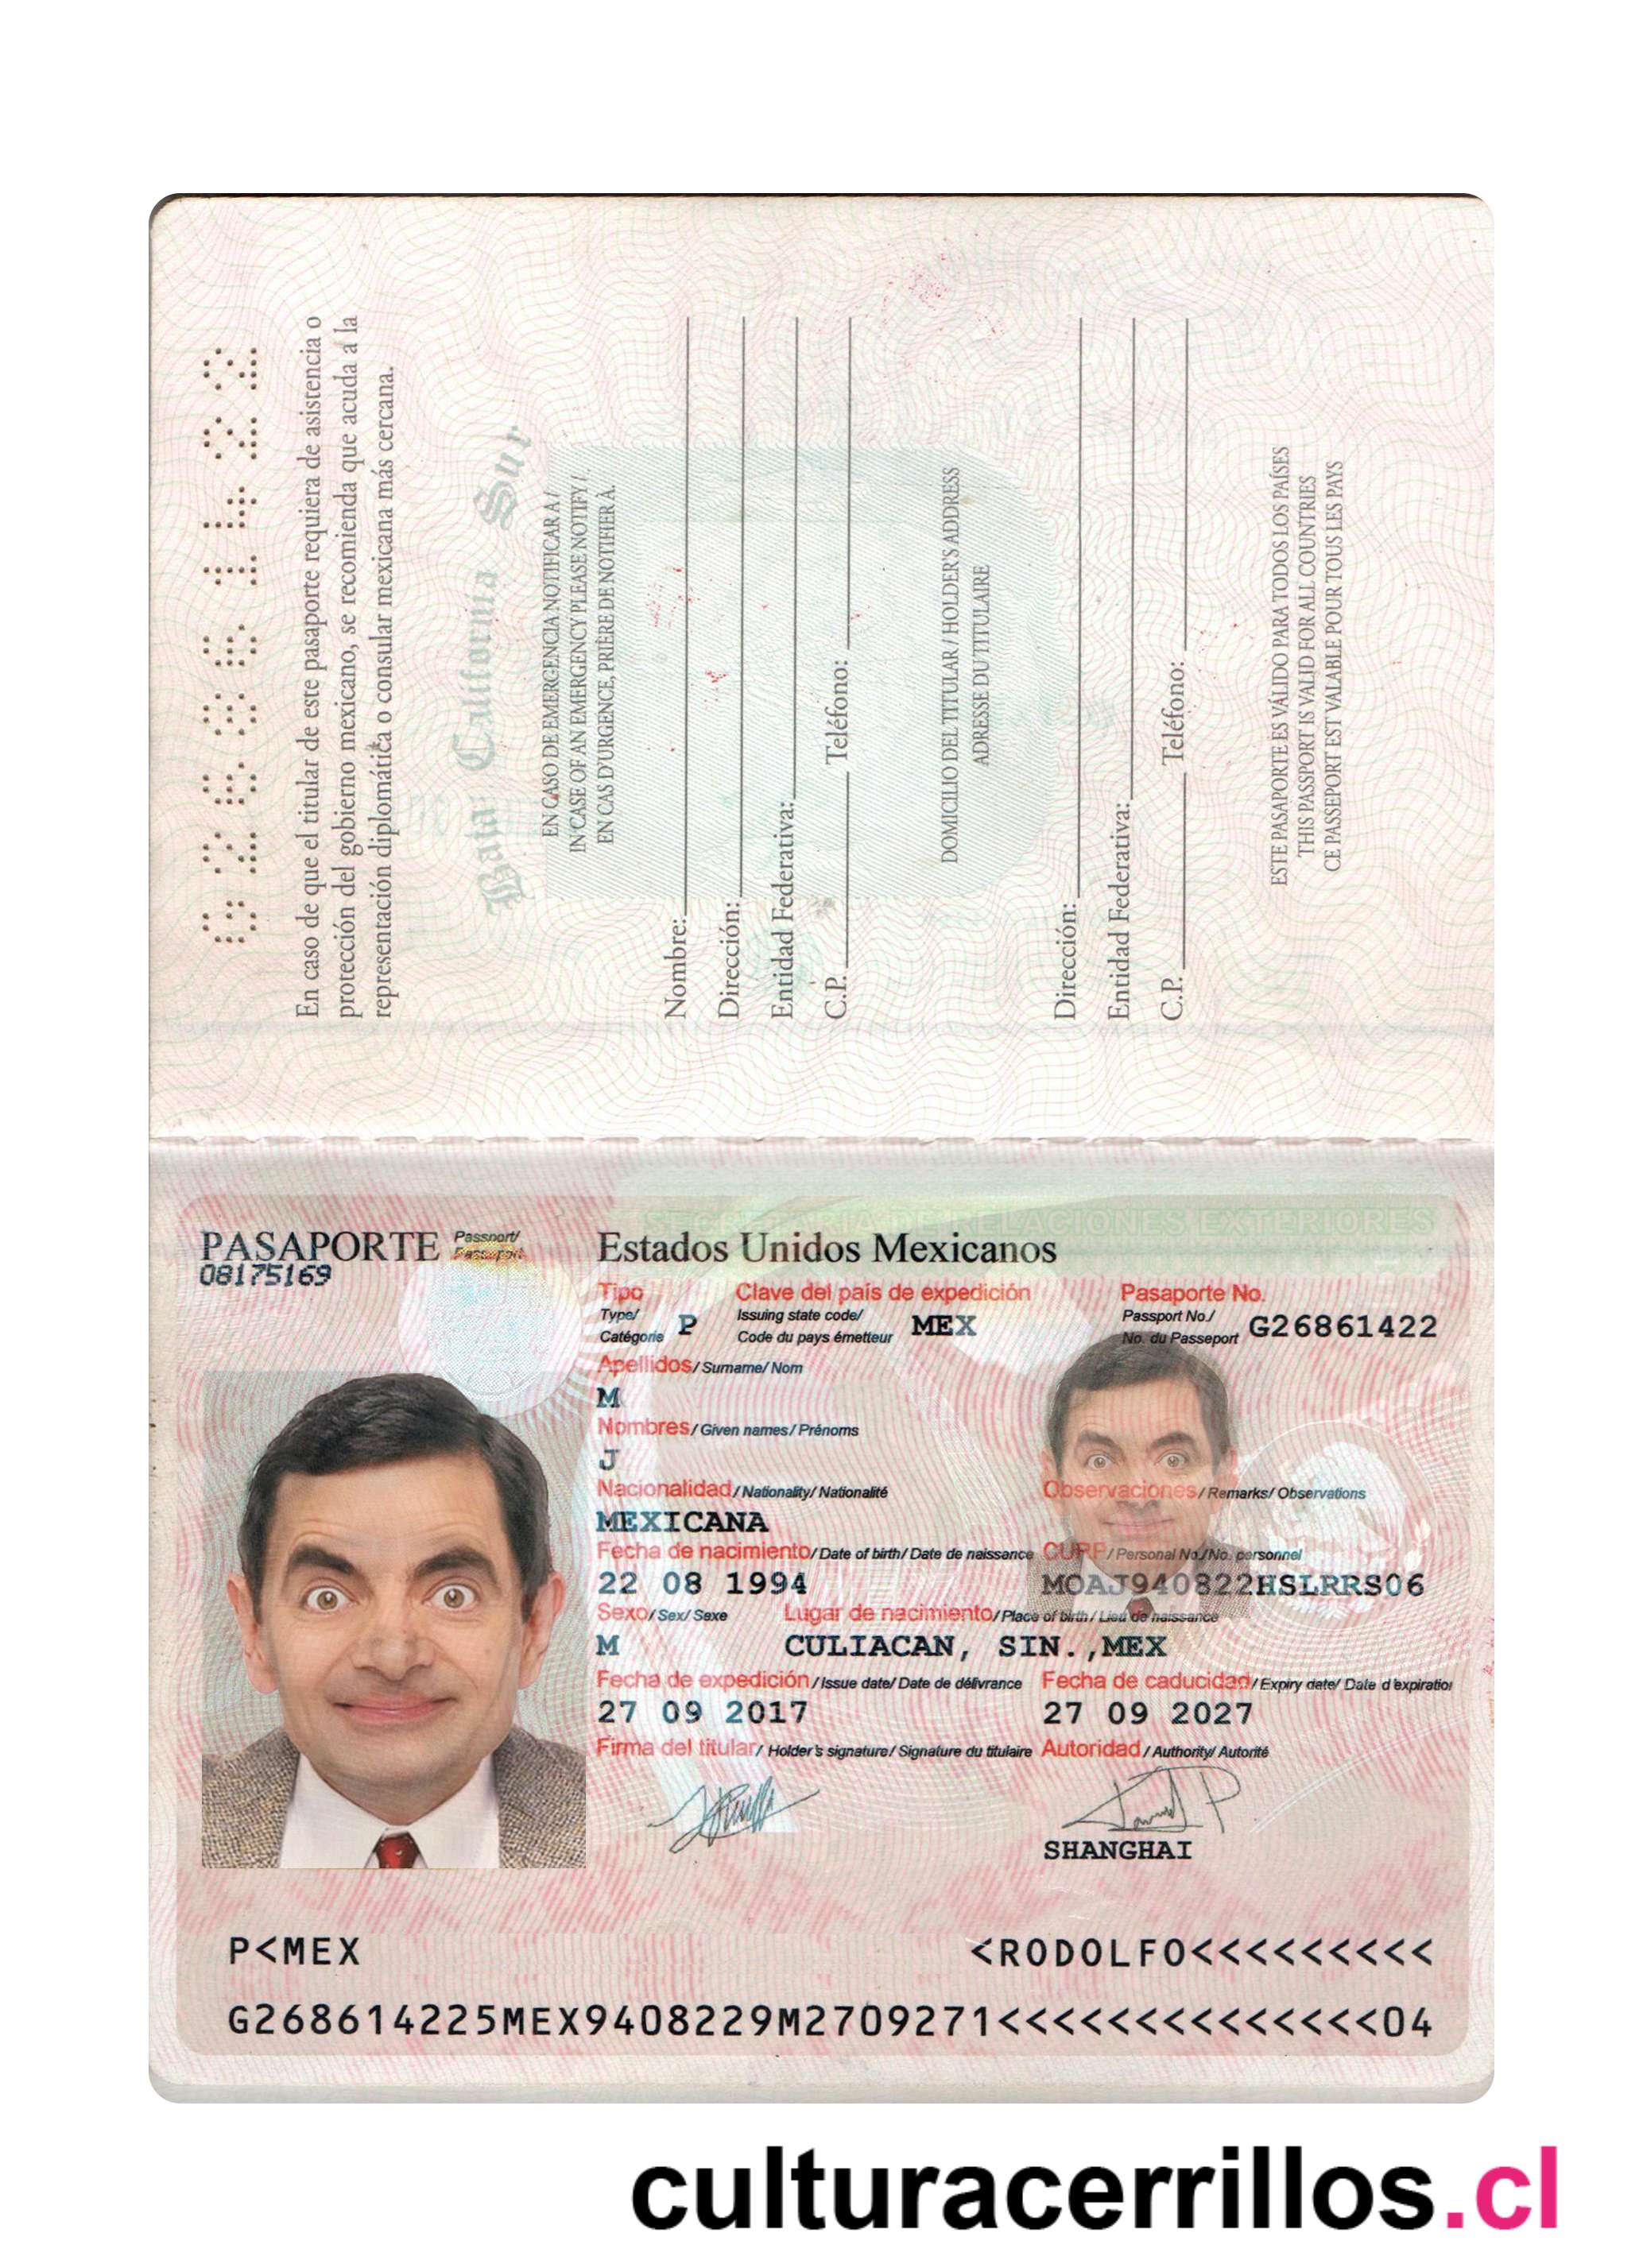 G26861422
En caso de que el titular de este pasaporte requiera de asistencia o
protección del gobierno mexicano, se recomienda que acuda a la
representación diplomática o consular mexicana más cercana.
Baja California Sur
EN CASO DE EMERGENCIA NOTIFICAR A /
IN CASE OF AN EMERGENCY PLEASE NOTIFY /
EN CAS D'URGENCE, PRIÈRE DE NOTIFIER À.
Nombre:
Dirección:
Entidad Federativa:
C.P. Teléfono:
DOMICILIO DEL TITULAR / HOLDER'S ADDRESS
ADRESSE DU TITULAIRE
Dirección:
Entidad Federativa:
C.P. Teléfono:
ESTE PASAPORTE ES VÁLIDO PARA TODOS LOS PAÍSES
THIS PASSPORT IS VALID FOR ALL COUNTRIES
CE PASSEPORT EST VALABLE POUR TOUS LES PAYS
SECRETARIA DE RELACIONES EXTERIORES
PASAPORTE Passport/ Passeport
08175169
Estados Unidos Mexicanos
Tipo Clave del país de expedición Pasaporte No.
Type/ Issuing state code/ Passport No./
Catégorie P Code du pays émetteur MEX No. du Passeport G26861422
Apellidos/ Surname/ Nom
M
Nombres/ Given names/ Prénoms
J
Nacionalidad/ Nationality/ Nationalité Observaciones/ Remarks/ Observations
MEXICANA
Fecha de nacimiento/ Date of birth/ Date de naissance CURP/ Personal No./No. personnel
22 08 1994 MOAJ940822HSLRRS06
Sexo/ Sex/ Sexe Lugar de nacimiento/ Place of birth/ Lieu de naissance
M CULIACAN, SIN.,MEX
Fecha de expedición/ Issue date/ Date de délivrance Fecha de caducidad/ Expiry date/ Date d'expiration
27 09 2017 27 09 2027
Firma del titular/ Holder's signature/ Signature du titulaire Autoridad/ Authority/ Autorité
SHANGHAI
P<MEX <RODOLFO<<<<<<<<<
G268614225MEX9408229M2709271<<<<<<<<<<<<<<04
culturacerrillos.cl